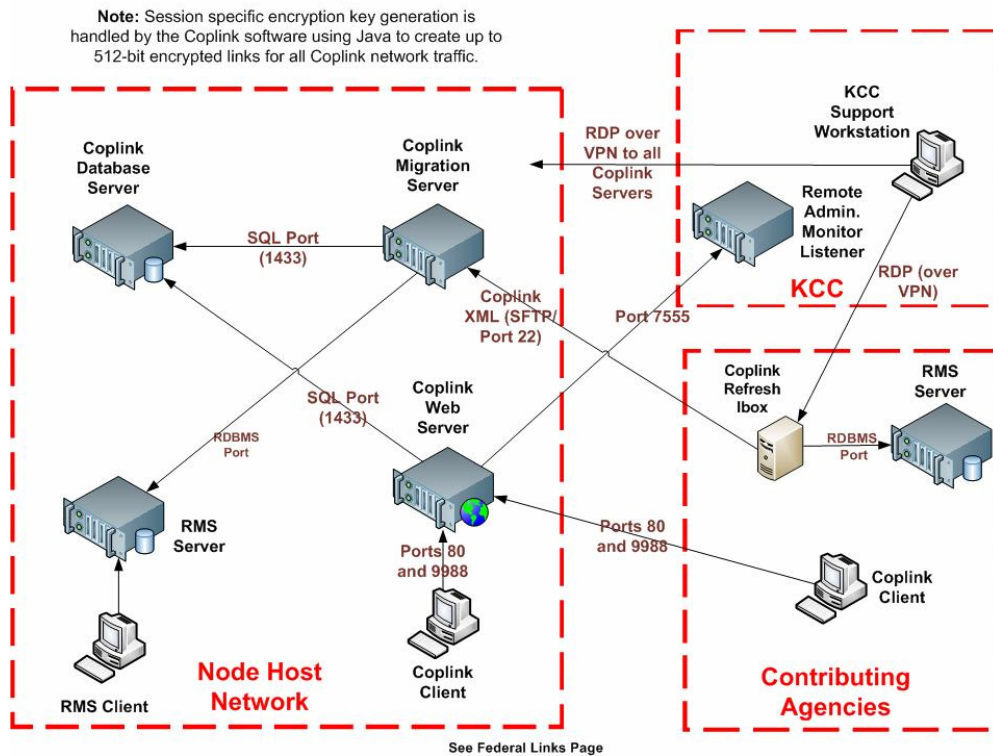 Note: Session specific encryption key generation is
handled by the Coplink software using Java to create up to
512-bit encrypted links for all Coplink network traffic.
Coplink
Database
Server
Coplink
Migration
Server
SQL Port
(1433)
Coplink
XML (SFTP/
Port 22)
SQL Port
(1433)
Coplink
Web
Server
RDBMS
Port
RMS
Server
Ports 80
and 9988
RMS Client
Coplink
Client
Node Host
Network
RDP over
VPN to all
Coplink
Servers
KCC
Support
Workstation
Remote
Admin.
Monitor
Listener
KCC
RDP (over
VPN)
Port 7555
Coplink
Refresh
Ibox
RMS
Server
RDBMS
Port
Ports 80
and 9988
Coplink
Client
Contributing
Agencies
See Federal Links Page